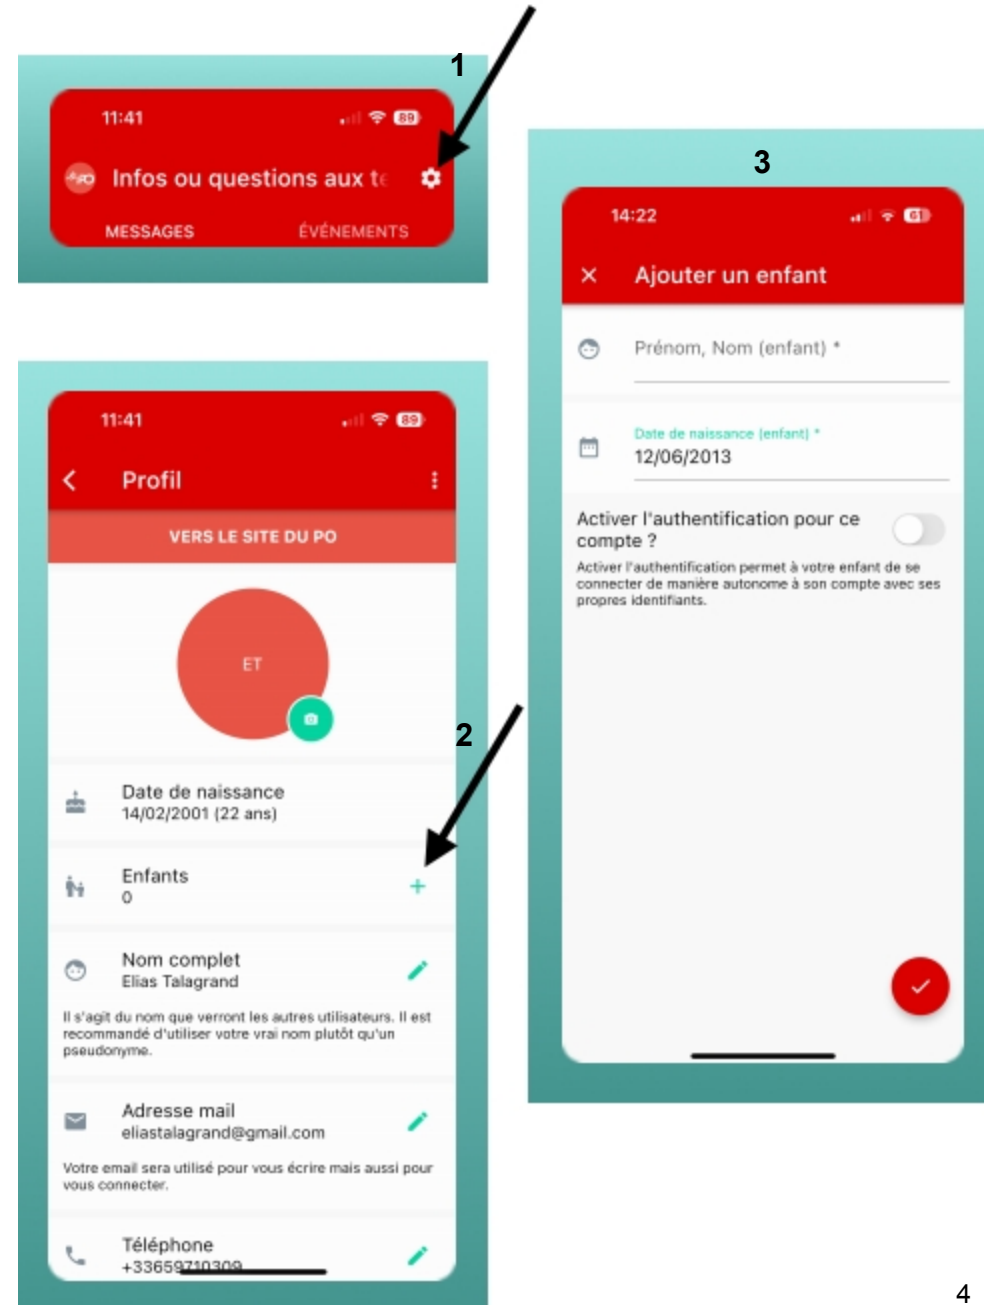 1
11:41
89
Infos ou questions aux te
MESSAGES
ÉVÉNEMENTS
11:41
89
Profil
VERS LE SITE DU PO
ET
2
Date de naissance
14/02/2001 (22 ans)
Enfants
0
Nom complet
Elias Talagrand
Il s'agit du nom que verront les autres utilisateurs. Il est
recommandé d'utiliser votre vrai nom plutôt qu'un
pseudonyme.
Adresse mail
eliastalagrand@gmail.com
Votre email sera utilisé pour vous écrire mais aussi pour
vous connecter.
Téléphone
+33659710309
3
14:22
61
Ajouter un enfant
Prénom, Nom (enfant) *
Date de naissance (enfant) *
12/06/2013
Activer l'authentification pour ce
compte ?
Activer l'authentification permet à votre enfant de se
connecter de manière autonome à son compte avec ses
propres identifiants.
4